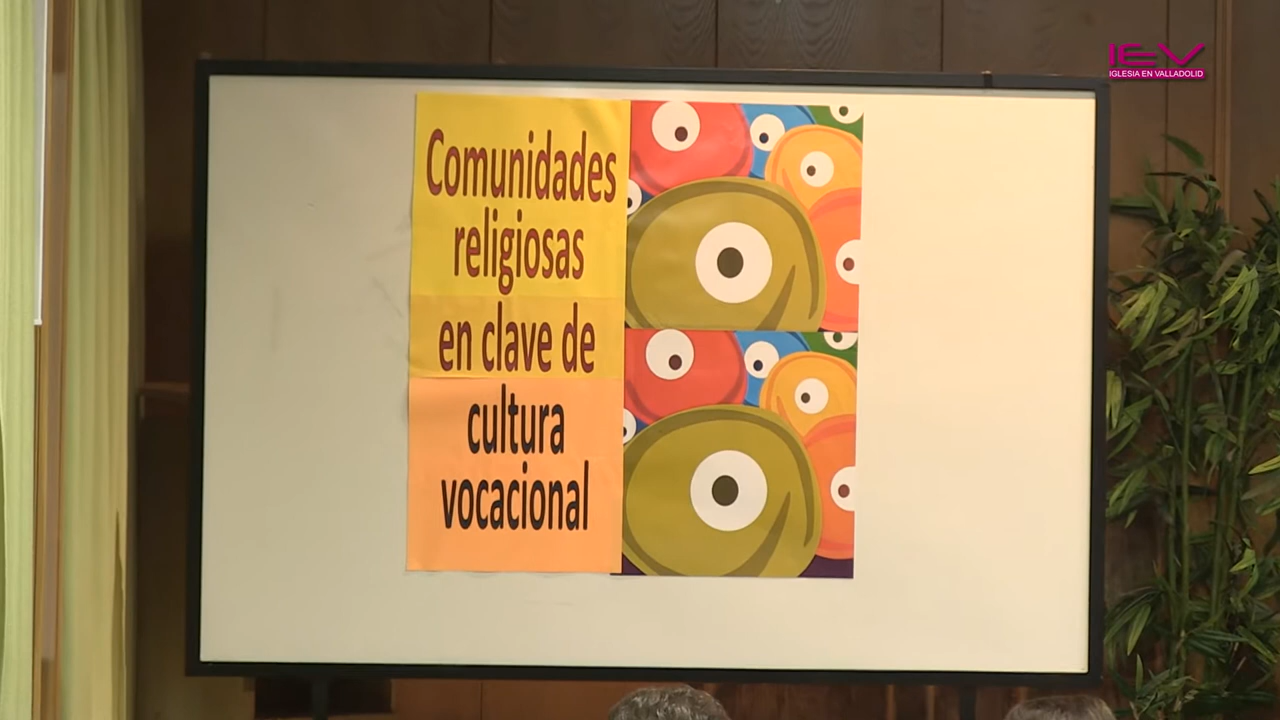 IEV
IGLESIA EN VALLADOLID
Comunidades
religiosas
en clave de
cultura
vocacional